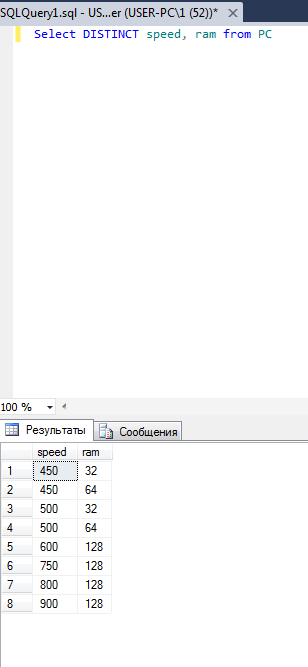 SQLQuery1.sql - US...er (USER-PC\1 (52))*
Select DISTINCT speed, ram from PC
100 %
Результаты Сообщения
speed ram
1 450 32
2 450 64
3 500 32
4 500 64
5 600 128
6 750 128
7 800 128
8 900 128